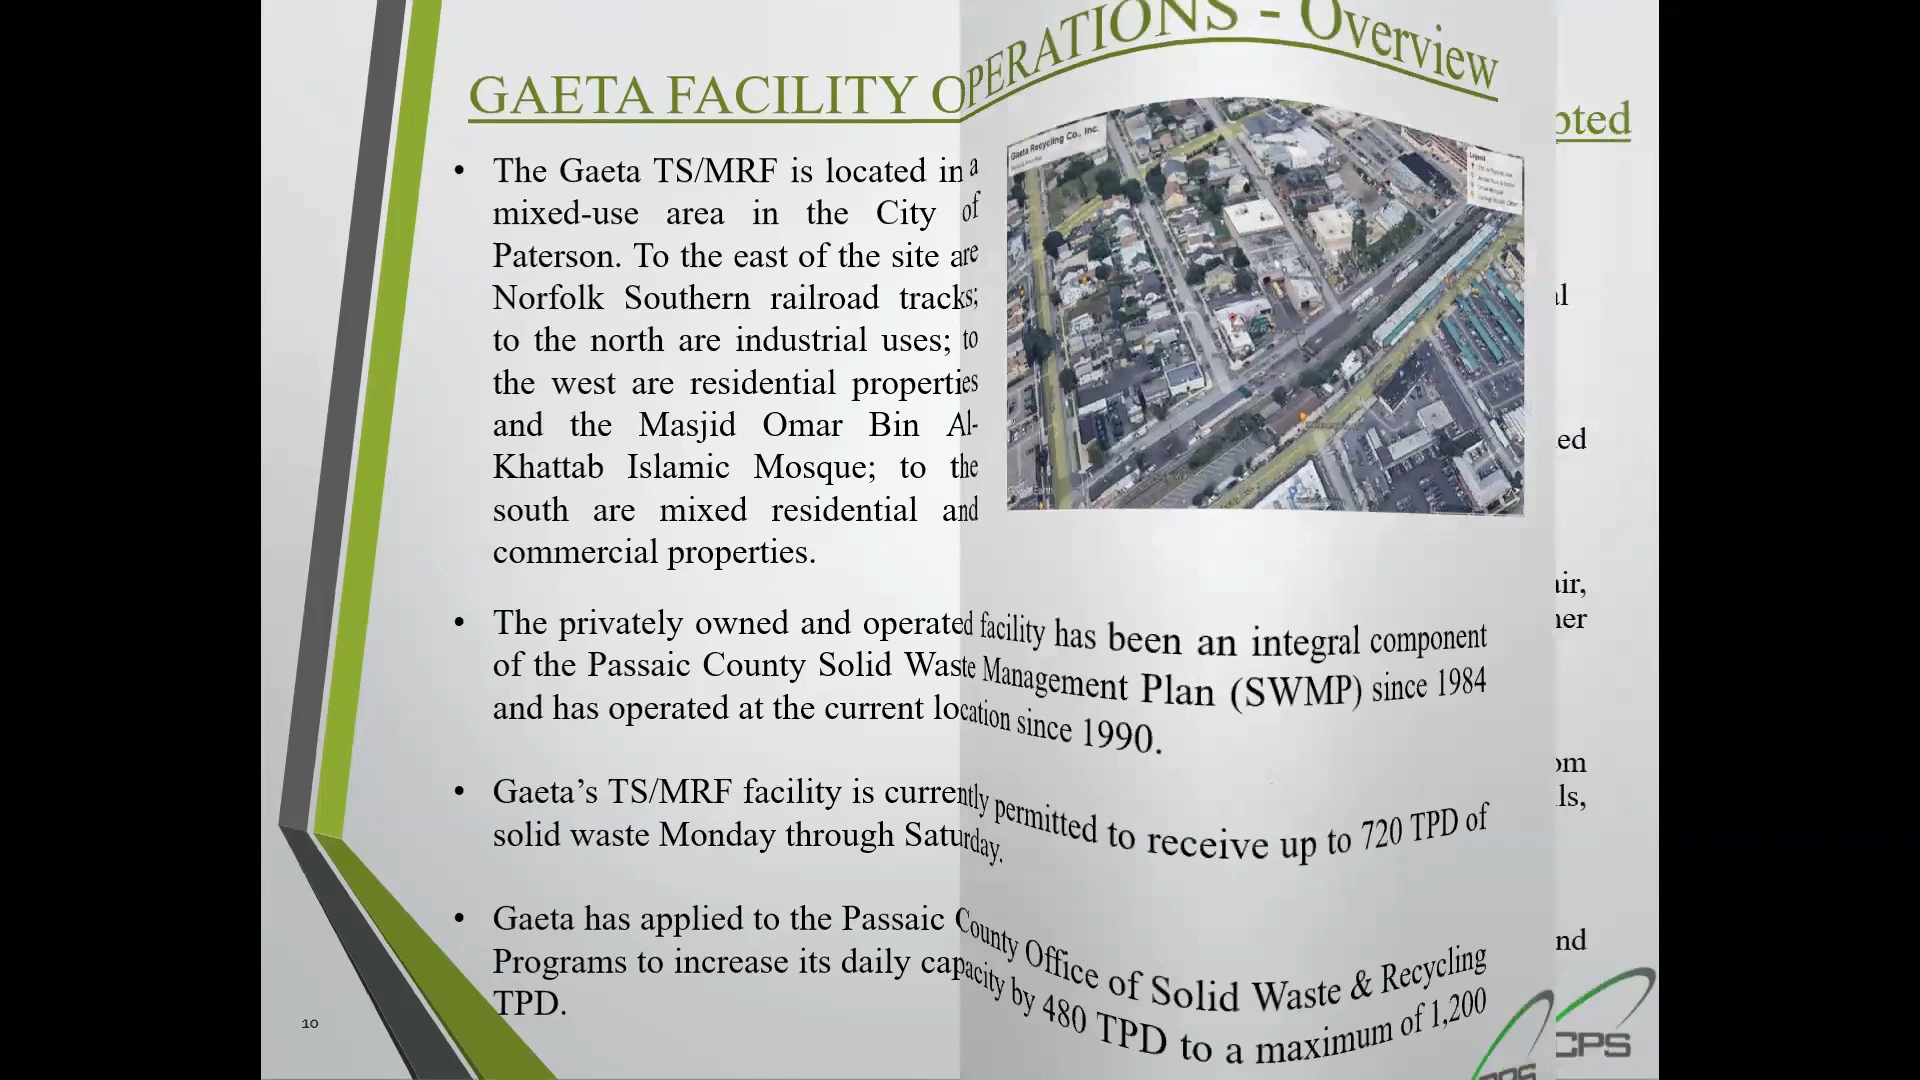 GAETA FACILITY OPERATIONS - Overview
• The Gaeta TS/MRF is located in a
mixed-use area in the City of
Paterson. To the east of the site are
Norfolk Southern railroad tracks;
to the north are industrial uses; to
the west are residential properties
and the Masjid Omar Bin Al-
Khattab Islamic Mosque; to the
south are mixed residential and
commercial properties.
Gaeta Recycling Co., Inc.
Legend
• The privately owned and operated facility has been an integral component
of the Passaic County Solid Waste Management Plan (SWMP) since 1984
and has operated at the current location since 1990.
• Gaeta’s TS/MRF facility is currently permitted to receive up to 720 TPD of
solid waste Monday through Saturday.
• Gaeta has applied to the Passaic County Office of Solid Waste & Recycling
Programs to increase its daily capacity by 480 TPD to a maximum of 1,200
TPD.
10
pted
al
ed
air,
her
om
ls,
nd
CPS
CPS